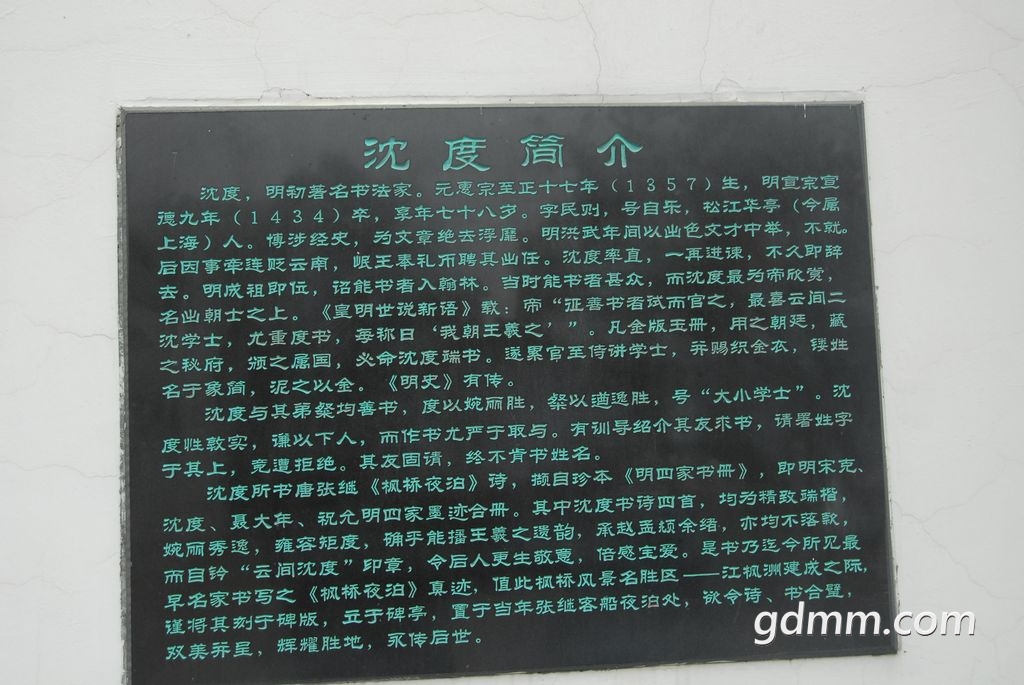 沈度简介
沈度，明初著名书法家。元惠宗至正十七年（1357）生，明宣宗宣
德九年（1434）卒，享年七十八岁。字民则，号自乐，松江华亭（今属
上海）人。博涉经史，为文章绝去浮靡。明洪武年间以出色文才中举，不就。
后因事牵连贬云南，岷王奉礼币聘其出任。沈度率直，一再进谏，不久即辞
去。明成祖即位，诏能书者入翰林。当时能书者甚众，而沈度最为帝欣赏，
名出朝士之上。《皇明世说新语》载：帝“征善书者试而官之，最喜云间二
沈学士，尤重度书，每称曰‘我朝王羲之’”。凡金版玉册，用之朝廷，藏
之秘府，颁之属国，必命沈度端书。遂累官至侍讲学士，并赐织金衣，镂姓
名于象简，泥之以金。《明史》有传。
沈度与其弟粲均善书，度以婉丽胜，粲以遒逸胜，号“大小学士”。沈
度性敦实，谦以下人，而作书尤严于取与。有训导绍介其友求书，请署姓字
于其上，竟遭拒绝。其友固请，终不肯书姓名。
沈度所书唐张继《枫桥夜泊》诗，撷自珍本《明四家书册》，即明宋克、
沈度、聂大年、祝允明四家墨迹合册。其中沈度书诗四首，均为精致端楷，
婉丽秀逸，雍容矩度，确乎能播王羲之遗韵，承赵孟頫余绪，亦均不落款，
而自钤“云间沈度”印章，令后人更生敬意，倍感宝爱。是书乃迄今所见最
早名家书写之《枫桥夜泊》真迹，值此枫桥风景名胜区——江枫洲建成之际，
谨将其刻于碑版，立于碑亭，置于当年张继客船夜泊处，欲令诗、书合璧，
双美并呈，辉耀胜地，永传后世。
gdmm.com